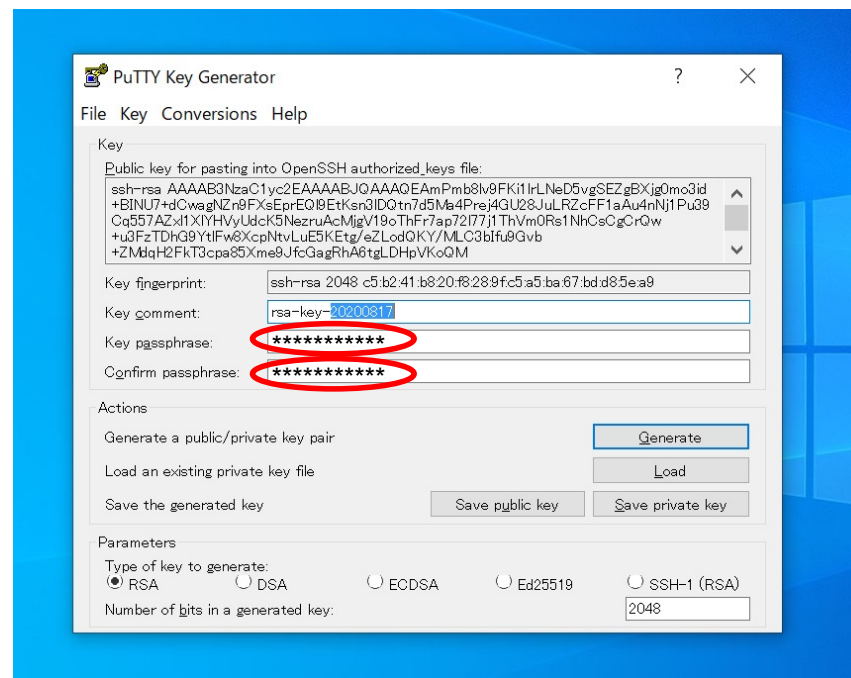 PuTTY Key Generator ? ×
File Key Conversions Help
Key
Public key for pasting into OpenSSH authorized_keys file:
ssh-rsa AAAAB3NzaC1yc2EAAAABJQAAAQEAmPmb8lv9FKi1IrLNeD5vgSEZgBXjg0mo3id
+BINU7+tdCwagNZn9FXsEprEQI9EtKsn3lDQtn7d5Ma4Prej4GU28JuLRZcFF1aAu4nNj1Pu39
Cq557AZxl1XlYHVyUdcK5NezruAcMjgV19oThFr7ap72l77j1ThVm0Rs1NhCsCgCrQw
+u3FzTDhG9YtlFw8XcpNtvLuE5KEtg/eZLodQKY/MLC3bIfu9Gvb
+ZMdqH2FkT3cpa85Xme9JfcGagRhA6tgLDHpVKoQM
Key fingerprint: ssh-rsa 2048 c5:b2:41:b8:20:f8:28:9f:c5:a5:ba:67:bd:d8:5e:a9
Key comment: rsa-key-20200817
Key passphrase: ***********
Confirm passphrase: ***********
Actions
Generate a public/private key pair Generate
Load an existing private key file Load
Save the generated key Save public key Save private key
Parameters
Type of key to generate:
RSA DSA ECDSA Ed25519 SSH-1 (RSA)
Number of bits in a generated key: 2048